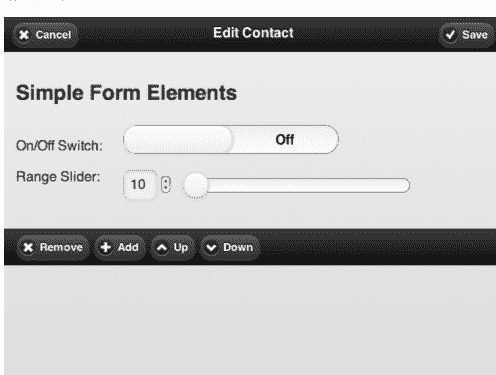 Cancel Edit Contact Save
Simple Form Elements
On/Off Switch: Off
Range Slider: 10
Remove Add Up Down